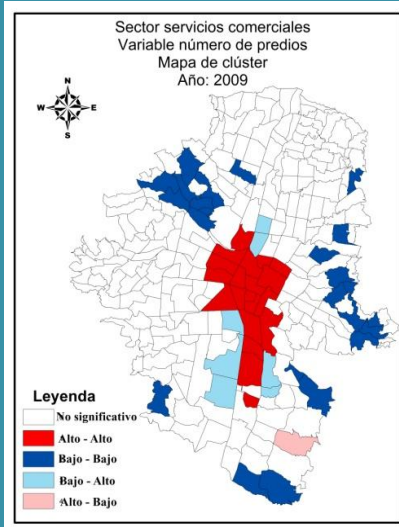 Sector servicios comerciales
Variable número de predios
Mapa de clúster
Año: 2009
N
W E
S
Leyenda
No significativo
Alto - Alto
Bajo - Bajo
Bajo - Alto
Alto - Bajo